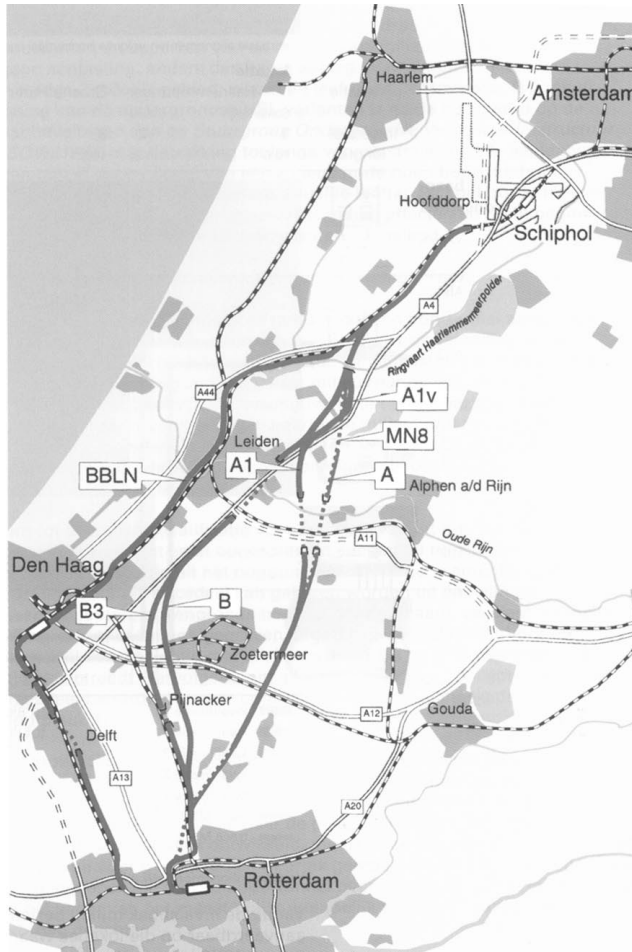 Haarlem
Amsterdam
Hoofddorp
Schiphol
A4
Ringvaart Haarlemmermeerpolder
A44
A1v
MN8
Leiden
BBLN
A1
A
Alphen a/d Rijn
A11
Oude Rijn
Den Haag
B3
B
Zoetermeer
Pijnacker
A12
Gouda
Delft
A13
A20
Rotterdam